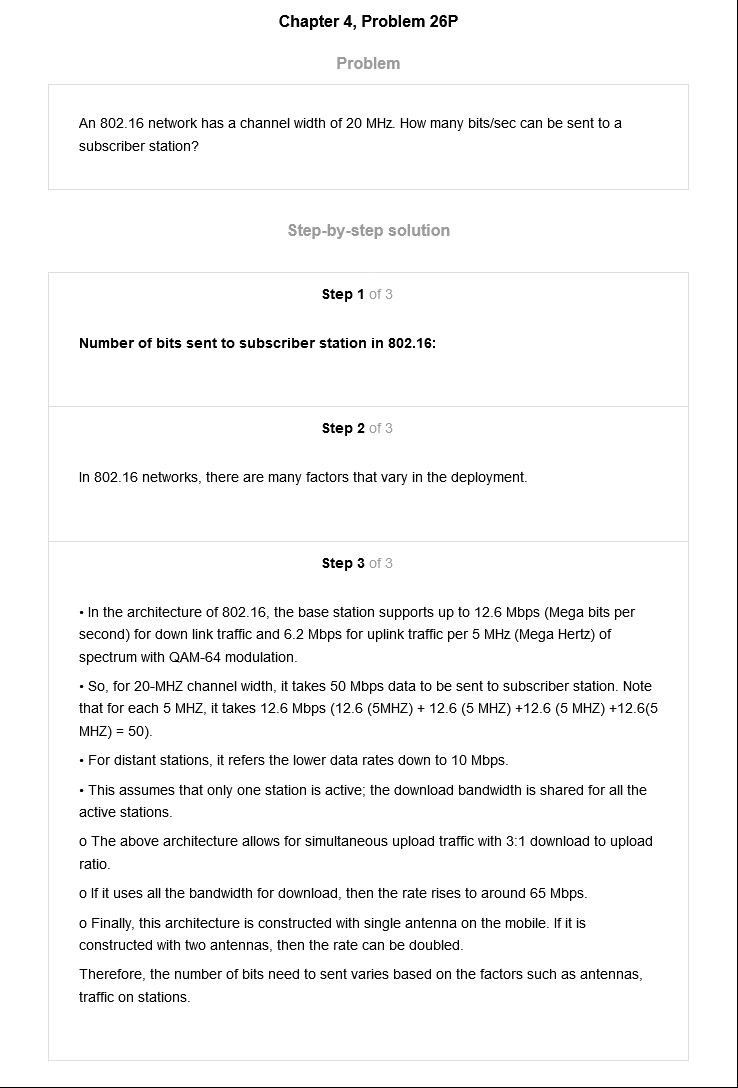 Chapter 4, Problem 26P
Problem
An 802.16 network has a channel width of 20 MHz. How many bits/sec can be sent to a
subscriber station?
Step-by-step solution
Step 1 of 3
Number of bits sent to subscriber station in 802.16:
Step 2 of 3
In 802.16 networks, there are many factors that vary in the deployment.
Step 3 of 3
• In the architecture of 802.16, the base station supports up to 12.6 Mbps (Mega bits per
second) for down link traffic and 6.2 Mbps for uplink traffic per 5 MHz (Mega Hertz) of
spectrum with QAM-64 modulation.
• So, for 20-MHZ channel width, it takes 50 Mbps data to be sent to subscriber station. Note
that for each 5 MHZ, it takes 12.6 Mbps (12.6 (5MHZ) + 12.6 (5 MHZ) +12.6 (5 MHZ) +12.6(5
MHZ) = 50).
• For distant stations, it refers the lower data rates down to 10 Mbps.
• This assumes that only one station is active; the download bandwidth is shared for all the
active stations.
o The above architecture allows for simultaneous upload traffic with 3:1 download to upload
ratio.
o If it uses all the bandwidth for download, then the rate rises to around 65 Mbps.
o Finally, this architecture is constructed with single antenna on the mobile. If it is
constructed with two antennas, then the rate can be doubled.
Therefore, the number of bits need to sent varies based on the factors such as antennas,
traffic on stations.